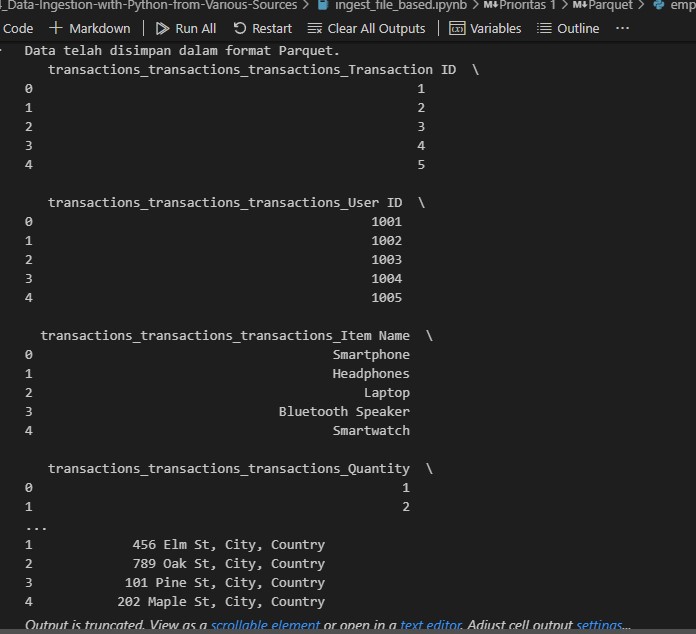 4_Data-Ingestion-with-Python-from-Various-Sources > ingest_file_based.ipynb > M↓Prioritas 1 > M↓Parquet > emp
Code + Markdown | Run All Restart Clear All Outputs | Variables Outline ...
Data telah disimpan dalam format Parquet.
transactions_transactions_transactions_Transaction ID \
0 1
1 2
2 3
3 4
4 5
transactions_transactions_transactions_User ID \
0 1001
1 1002
2 1003
3 1004
4 1005
transactions_transactions_transactions_Item Name \
0 Smartphone
1 Headphones
2 Laptop
3 Bluetooth Speaker
4 Smartwatch
transactions_transactions_transactions_Quantity \
0 1
1 2
...
1 456 Elm St, City, Country
2 789 Oak St, City, Country
3 101 Pine St, City, Country
4 202 Maple St, City, Country
Output is truncated. View as a scrollable element or open in a text editor. Adjust cell output settings...